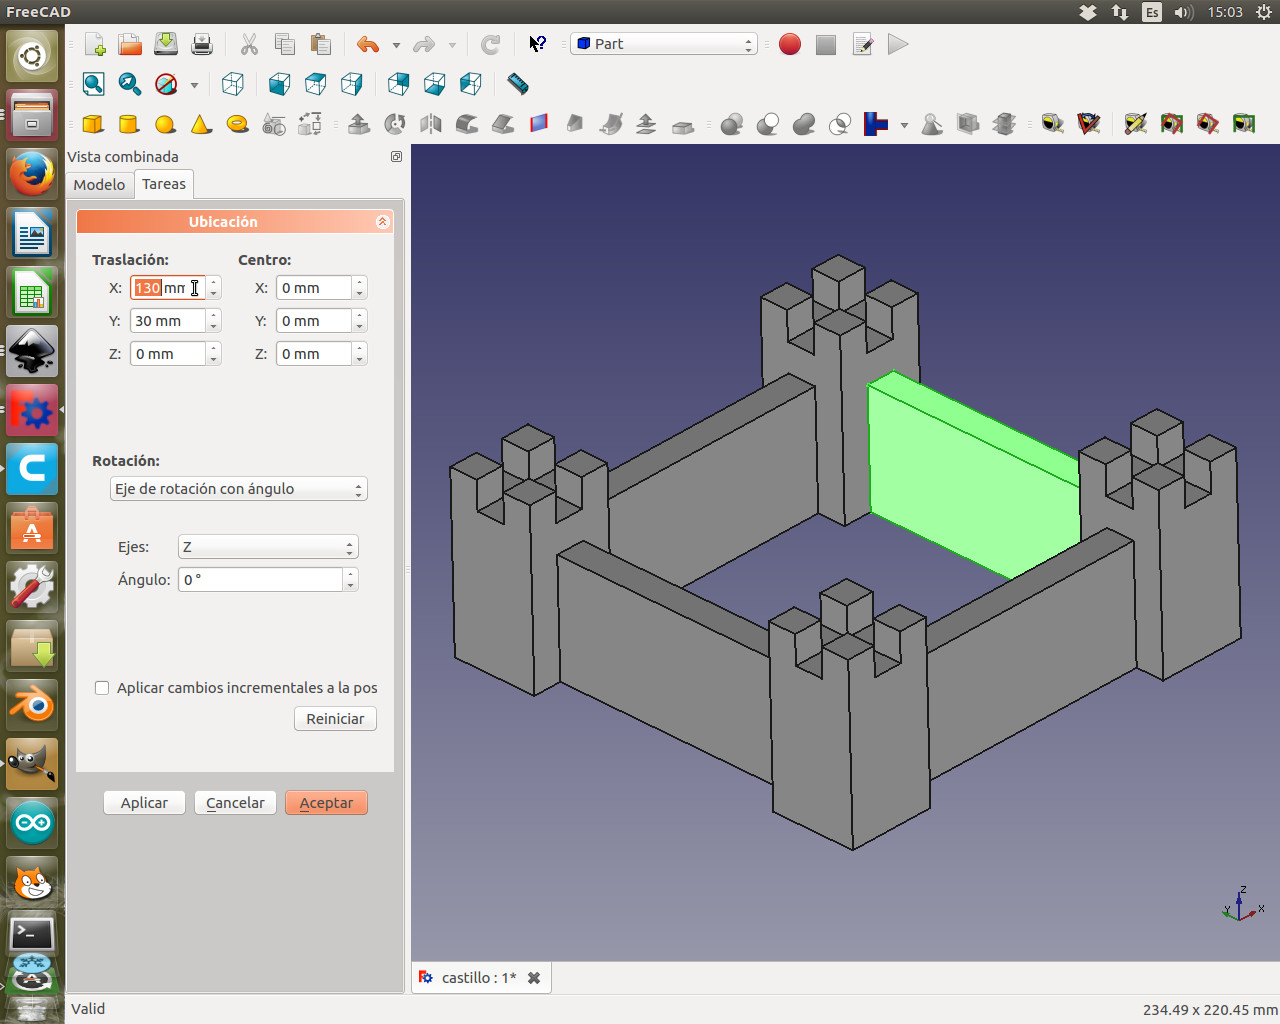 FreeCAD
Es
15:03
Part
Vista combinada
Modelo
Tareas
Ubicación
Traslación:
Centro:
X: 130 mm
X: 0 mm
Y: 30 mm
Y: 0 mm
Z: 0 mm
Z: 0 mm
Rotación:
Eje de rotación con ángulo
Ejes: Z
Ángulo: 0 °
Aplicar cambios incrementales a la pos
Reiniciar
Aplicar
Cancelar
Aceptar
Z
Y
X
castillo : 1*
Valid
234.49 x 220.45 mm